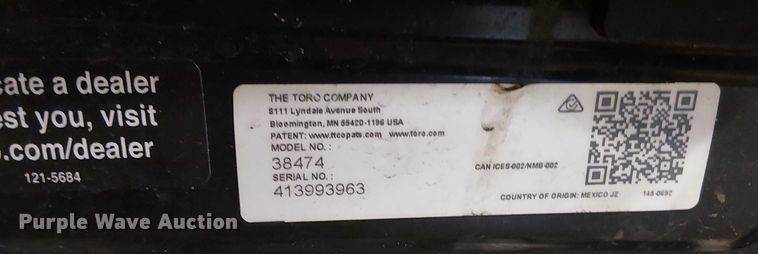 cate a dealer
est you, visit
o.com/dealer
121-5684
THE TORO COMPANY
8111 Lyndale Avenue South
Bloomington, MN 55420-1196 USA
PATENT: www.ttcopats.com www.toro.com
MODEL NO.:
38474
SERIAL NO.:
413993963
CAN ICES-002/NMB-002
COUNTRY OF ORIGIN: MEXICO JZ
Purple Wave Auction